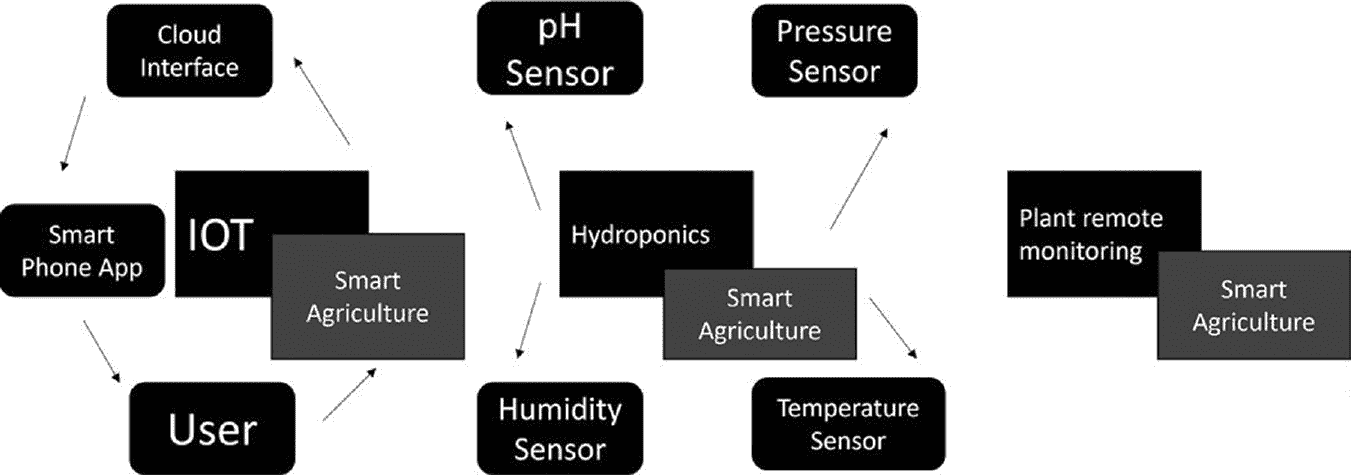 Cloud
Interface
Smart
Phone App
IOT
Smart
Agriculture
User
pH
Sensor
Pressure
Sensor
Hydroponics
Smart
Agriculture
Humidity
Sensor
Temperature
Sensor
Plant remote
monitoring
Smart
Agriculture